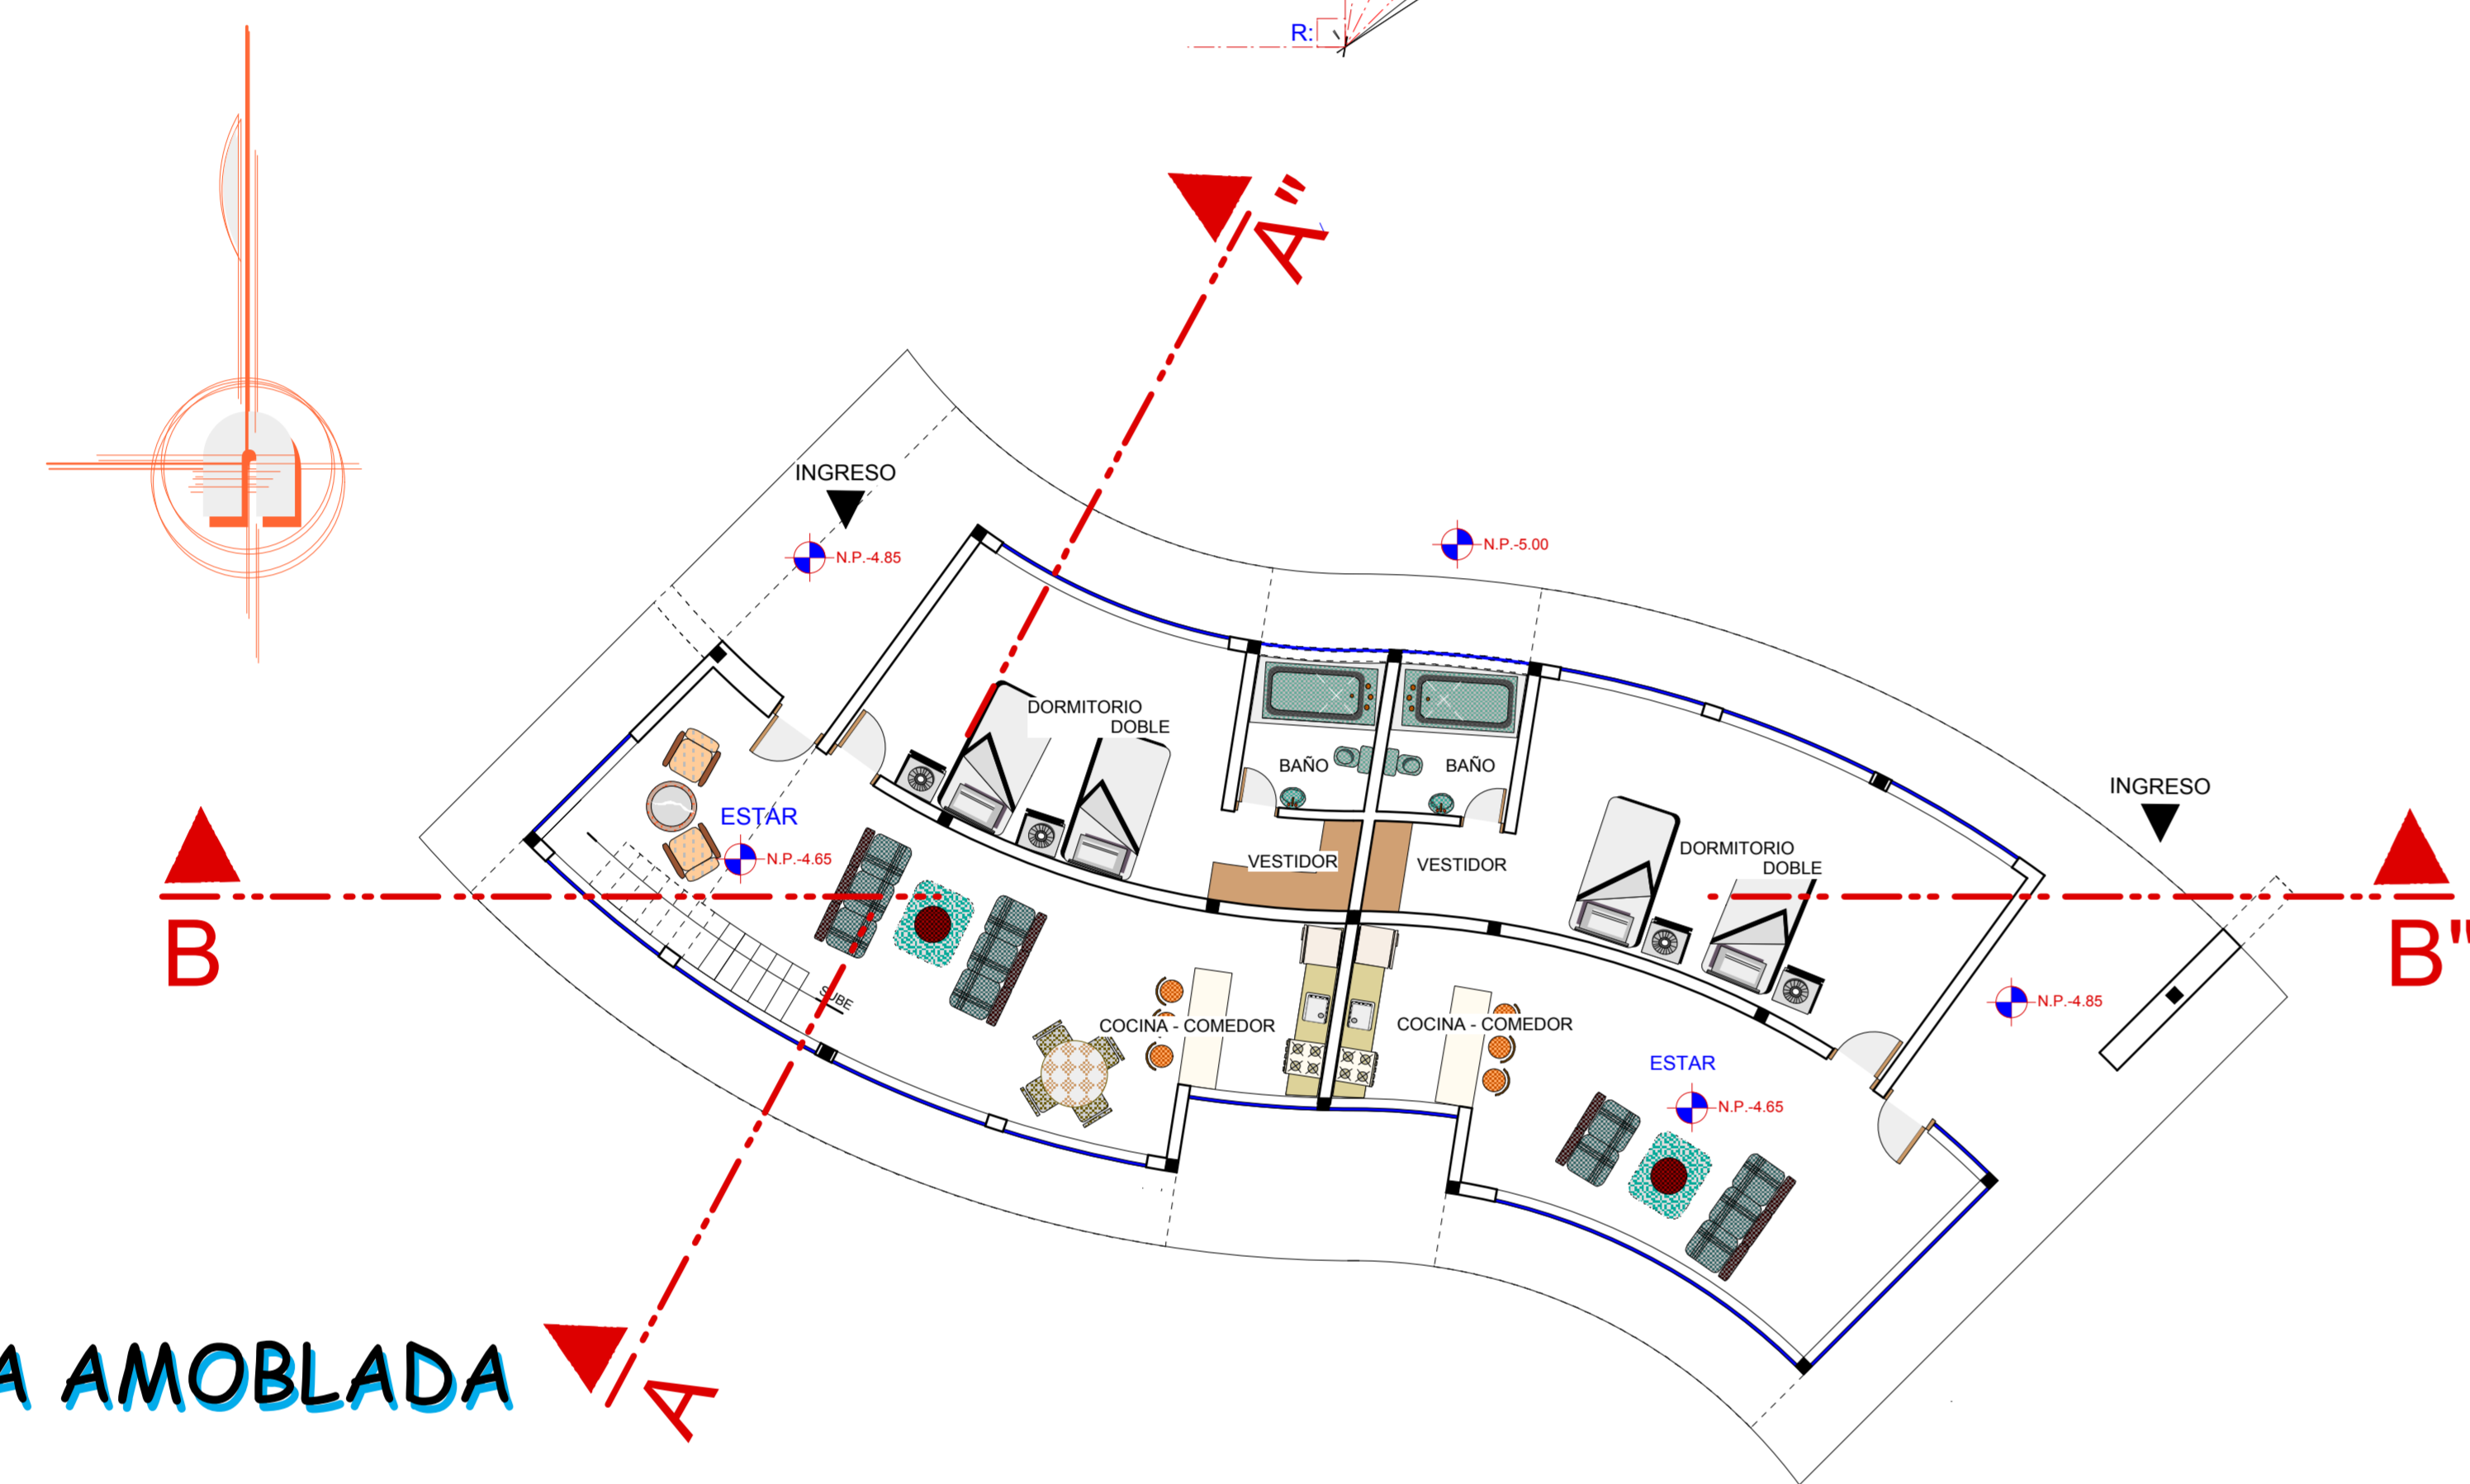 R:
A"
INGRESO
N.P.-4.85
N.P.-5.00
DORMITORIO
DOBLE
BAÑO
BAÑO
INGRESO
ESTAR
N.P.-4.65
VESTIDOR
VESTIDOR
DORMITORIO
DOBLE
B
B"
SUBE
N.P.-4.85
COCINA - COMEDOR
COCINA - COMEDOR
ESTAR
N.P.-4.65
A AMOBLADA
A